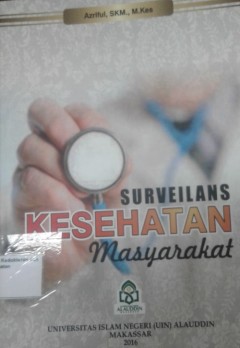 Azriful, SKM., M.Kes
SURVEILANS
KESEHATAN
Masyarakat
UNIVERSITAS ISLAM NEGERI (UIN) ALAUDDIN
MAKASSAR
2016